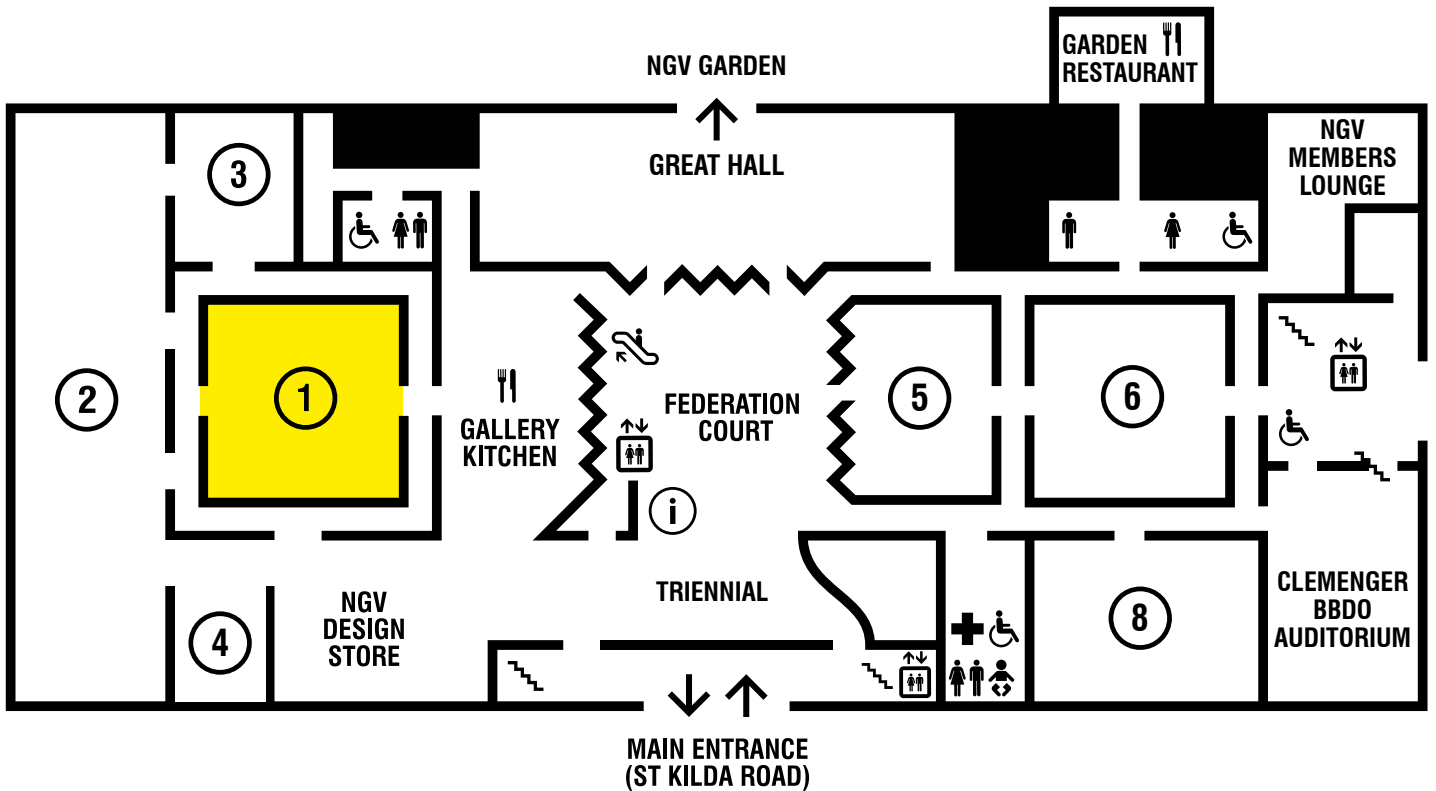 GARDEN
RESTAURANT
NGV GARDEN
GREAT HALL
NGV
MEMBERS
LOUNGE
3
2
1
GALLERY
KITCHEN
FEDERATION
COURT
5
6
i
4
NGV
DESIGN
STORE
TRIENNIAL
8
CLEMENGER
BBDO
AUDITORIUM
MAIN ENTRANCE
(ST KILDA ROAD)